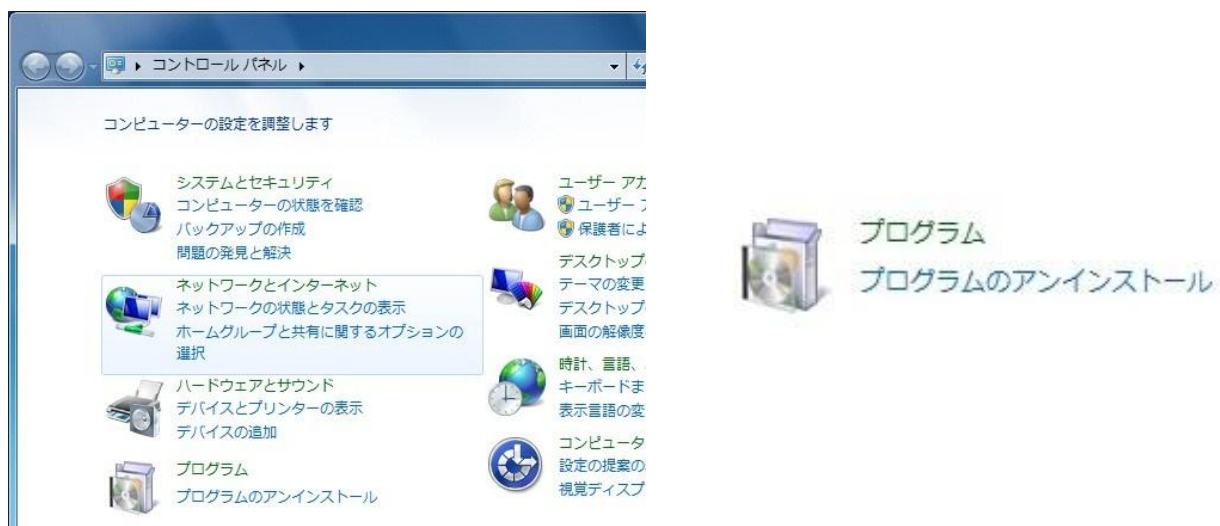 コントロール パネル
コンピューターの設定を調整します
システムとセキュリティ
コンピューターの状態を確認
バックアップの作成
問題の発見と解決
ネットワークとインターネット
ネットワークの状態とタスクの表示
ホームグループと共有に関するオプションの
選択
ハードウェアとサウンド
デバイスとプリンターの表示
デバイスの追加
プログラム
プログラムのアンインストール
ユーザー アカ
ユーザー ア
保護者によ
デスクトップ
テーマの変更
デスクトップ
画面の解像度
時計、言語、
キーボードま
表示言語の変
コンピュータ
設定の提案の
視覚ディスプ
プログラム
プログラムのアンインストール